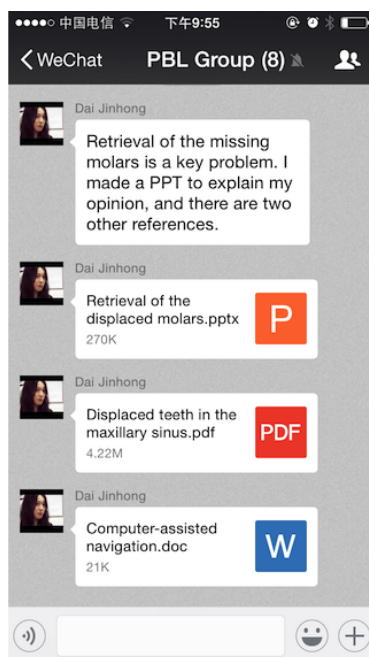 中国电信 下午9:55
WeChat PBL Group (8)
Dai Jinhong
Retrieval of the missing
molars is a key problem. I
made a PPT to explain my
opinion, and there are two
other references.
Dai Jinhong
Retrieval of the
displaced molars.pptx
270K
P
Dai Jinhong
Displaced teeth in the
maxillary sinus.pdf
4.22M
PDF
Dai Jinhong
Computer-assisted
navigation.doc
21K
W